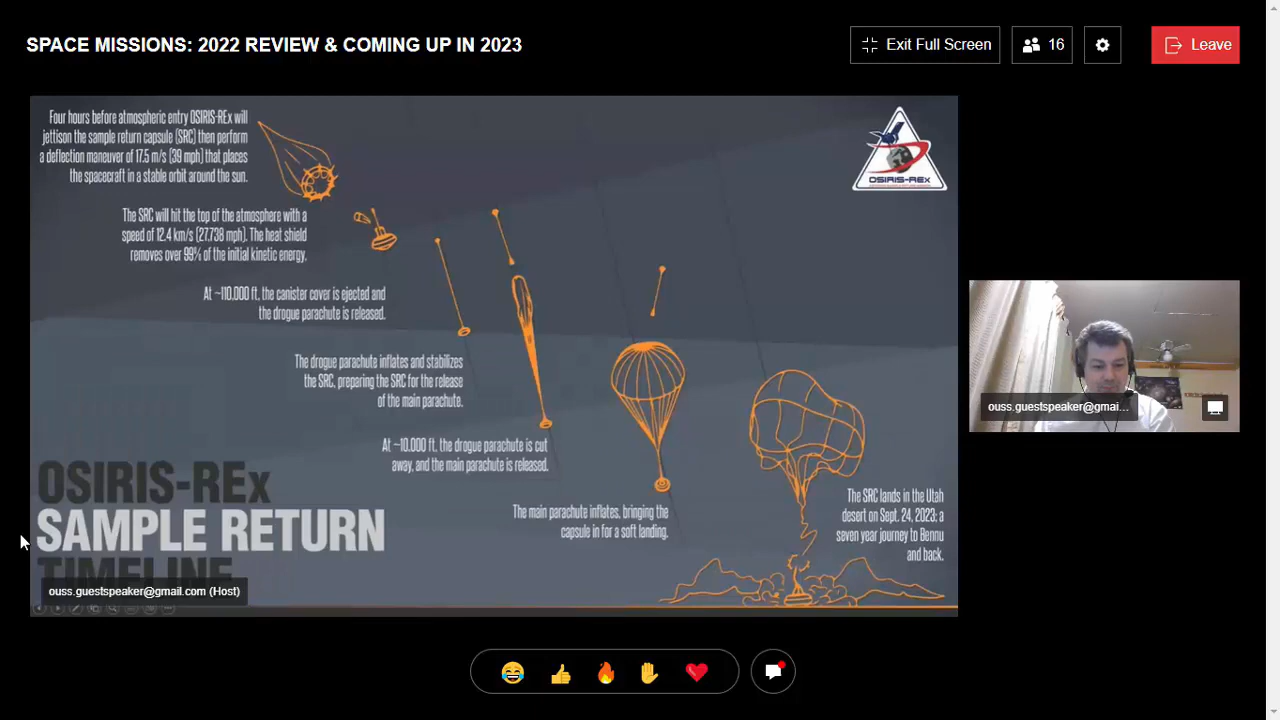 SPACE MISSIONS: 2022 REVIEW & COMING UP IN 2023
Exit Full Screen
16
Leave
Four hours before atmospheric entry OSIRIS-REx will
jettison the sample return capsule (SRC) then perform
a deflection maneuver of 17.5 m/s (39 mph) that places
the spacecraft in a stable orbit around the sun.
OSIRIS-REx
The SRC will hit the top of the atmosphere with a
speed of 12.4 km/s (27,738 mph). The heat shield
removes over 99% of the initial kinetic energy.
At ~110,000 ft, the canister cover is ejected and
the drogue parachute is released.
The drogue parachute inflates and stabilizes
the SRC, preparing the SRC for the release
of the main parachute.
At ~10,000 ft, the drogue parachute is cut
away, and the main parachute is released.
The main parachute inflates, bringing the
capsule in for a soft landing.
The SRC lands in the Utah
desert on Sept. 24, 2023; a
seven year journey to Bennu
and back.
OSIRIS-REx
SAMPLE RETURN
TIMELINE
ouss.guestspeaker@gmail.com (Host)
ouss.guestspeaker@gmai...